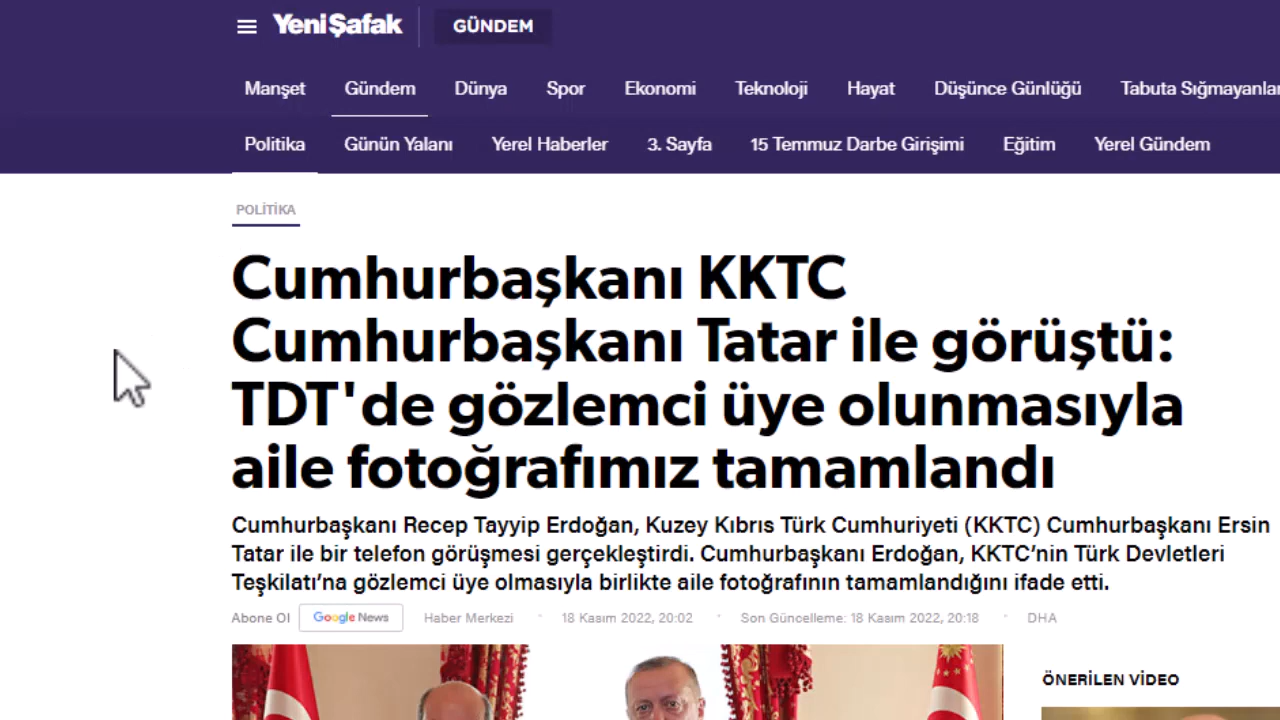 Yeni Şafak GÜNDEM
Manşet Gündem Dünya Spor Ekonomi Teknoloji Hayat Düşünce Günlüğü Tabuta Sığmayanlar
Politika Günün Yalanı Yerel Haberler 3. Sayfa 15 Temmuz Darbe Girişimi Eğitim Yerel Gündem
POLİTİKA
Cumhurbaşkanı KKTC
Cumhurbaşkanı Tatar ile görüştü:
TDT'de gözlemci üye olunmasıyla
aile fotoğrafımız tamamlandı
Cumhurbaşkanı Recep Tayyip Erdoğan, Kuzey Kıbrıs Türk Cumhuriyeti (KKTC) Cumhurbaşkanı Ersin
Tatar ile bir telefon görüşmesi gerçekleştirdi. Cumhurbaşkanı Erdoğan, KKTC’nin Türk Devletleri
Teşkilatı’na gözlemci üye olmasıyla birlikte aile fotoğrafının tamamlandığını ifade etti.
Abone Ol Google News Haber Merkezi 18 Kasım 2022, 20:02 Son Güncelleme: 18 Kasım 2022, 20:18 DHA
ÖNERİLEN VİDEO